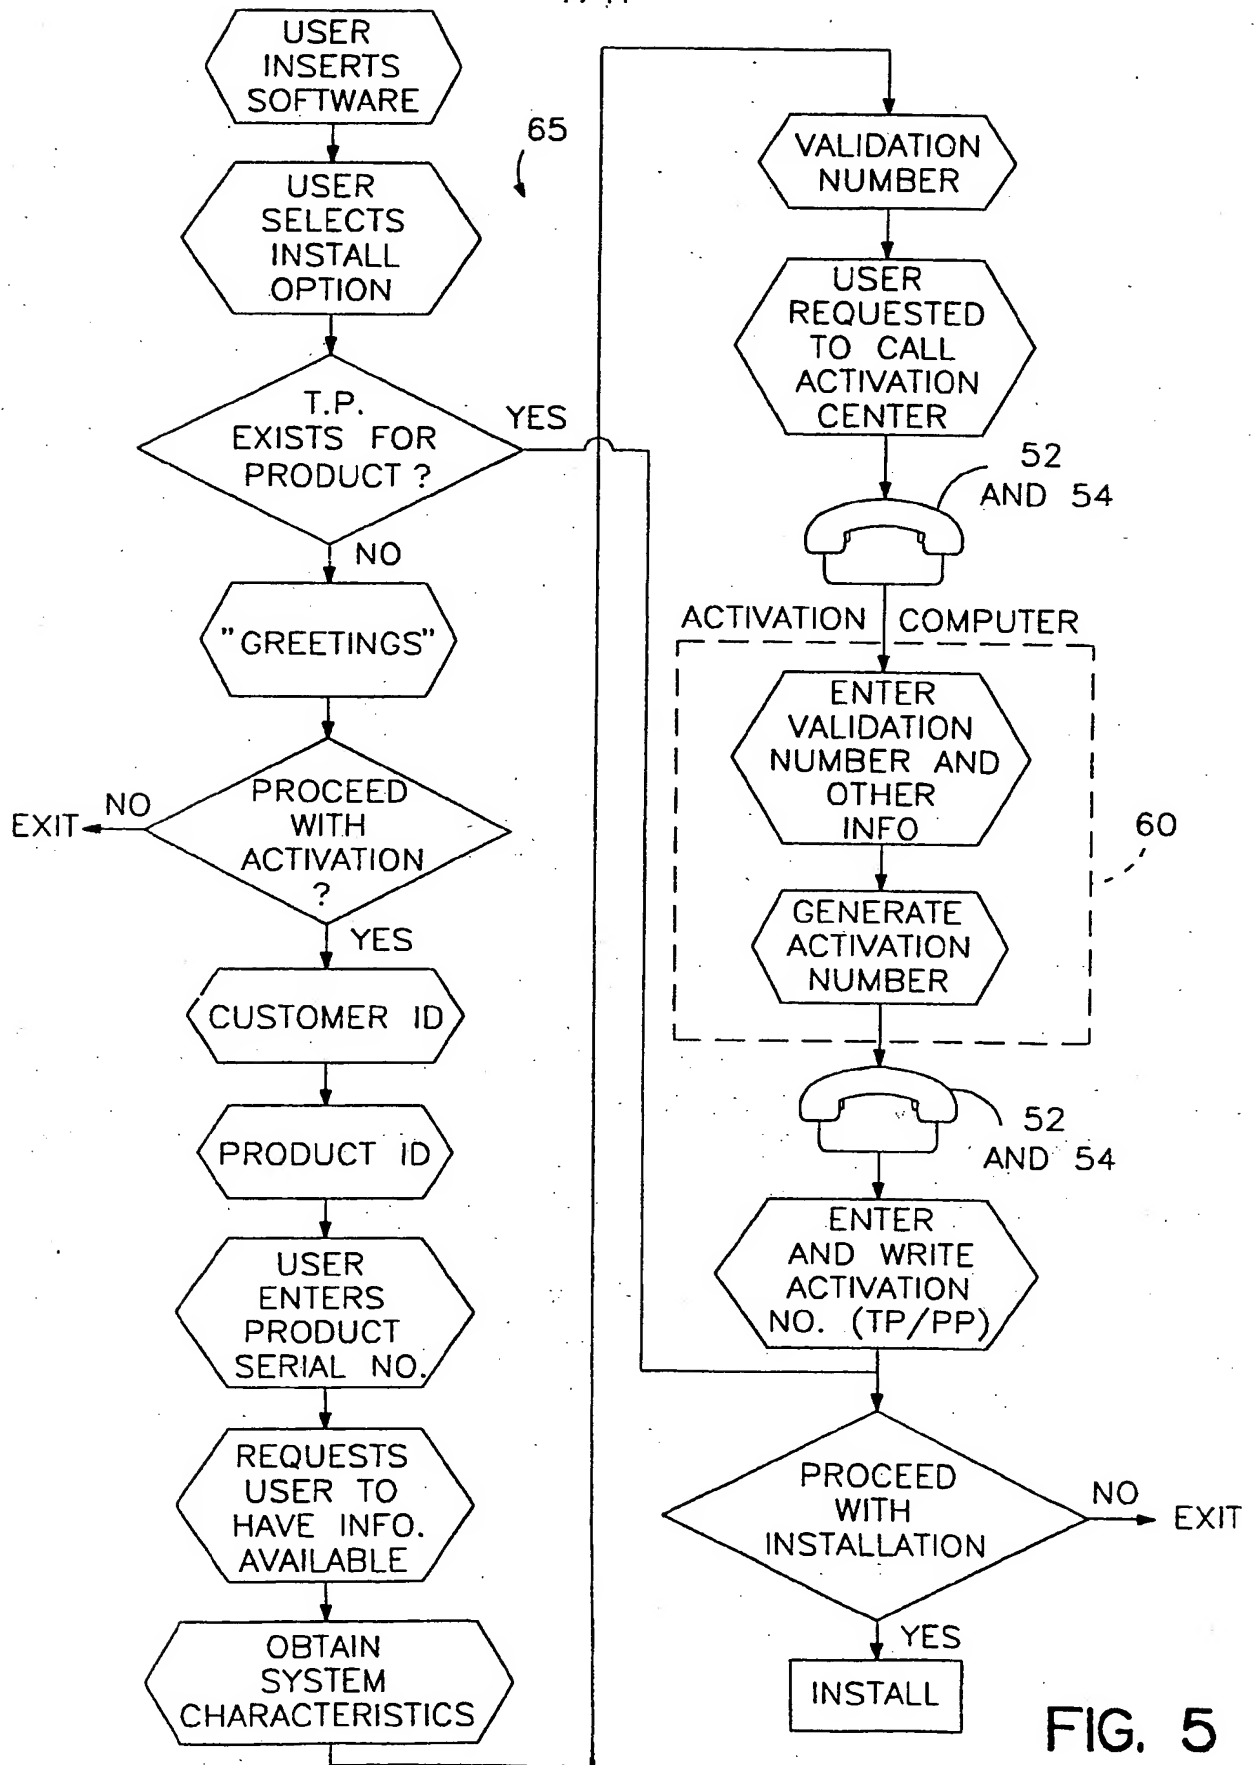 USER
INSERTS
SOFTWARE
65
USER
SELECTS
INSTALL
OPTION
T.P.
EXISTS FOR
PRODUCT ?
YES
NO
"GREETINGS"
PROCEED
WITH
ACTIVATION
?
NO
EXIT
YES
CUSTOMER ID
PRODUCT ID
USER
ENTERS
PRODUCT
SERIAL NO.
REQUESTS
USER TO
HAVE INFO.
AVAILABLE
OBTAIN
SYSTEM
CHARACTERISTICS
VALIDATION
NUMBER
USER
REQUESTED
TO CALL
ACTIVATION
CENTER
52
AND 54
ACTIVATION COMPUTER
ENTER
VALIDATION
NUMBER AND
OTHER
INFO
60
GENERATE
ACTIVATION
NUMBER
52
AND 54
ENTER
AND WRITE
ACTIVATION
NO. (TP/PP)
PROCEED
WITH
INSTALLATION
NO
EXIT
YES
INSTALL
FIG. 5